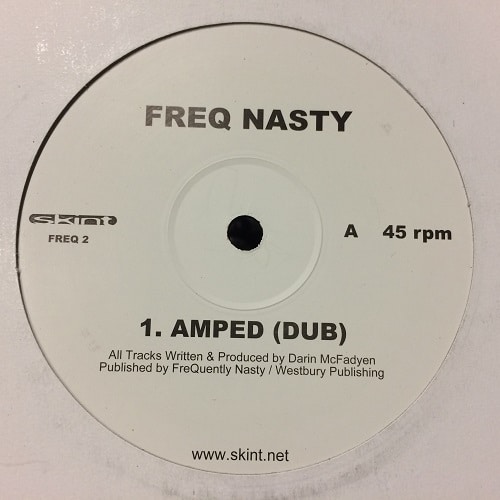 FREQ NASTY
skint
FREQ 2
A 45 rpm
1. AMPED (DUB)
All Tracks Written & Produced by Darin McFadyen
Published by FreQuently Nasty / Westbury Publishing
www.skint.net